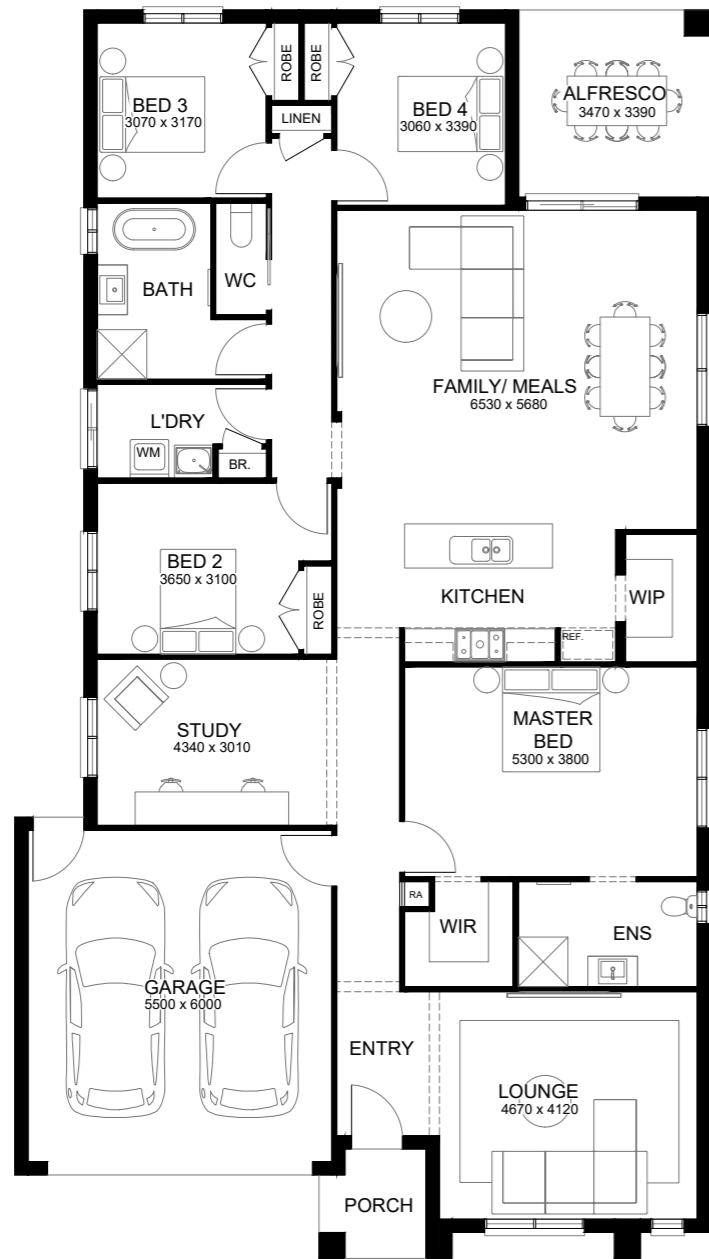 ROBE
ROBE
BED 3
3070 x 3170
BED 4
3060 x 3390
ALFRESCO
3470 x 3390
LINEN
WC
BATH
FAMILY/ MEALS
6530 x 5680
L'DRY
WM
BR.
BED 2
3650 x 3100
ROBE
KITCHEN
WIP
REF.
STUDY
4340 x 3010
MASTER
BED
5300 x 3800
RA
WIR
ENS
GARAGE
5500 x 6000
ENTRY
LOUNGE
4670 x 4120
PORCH